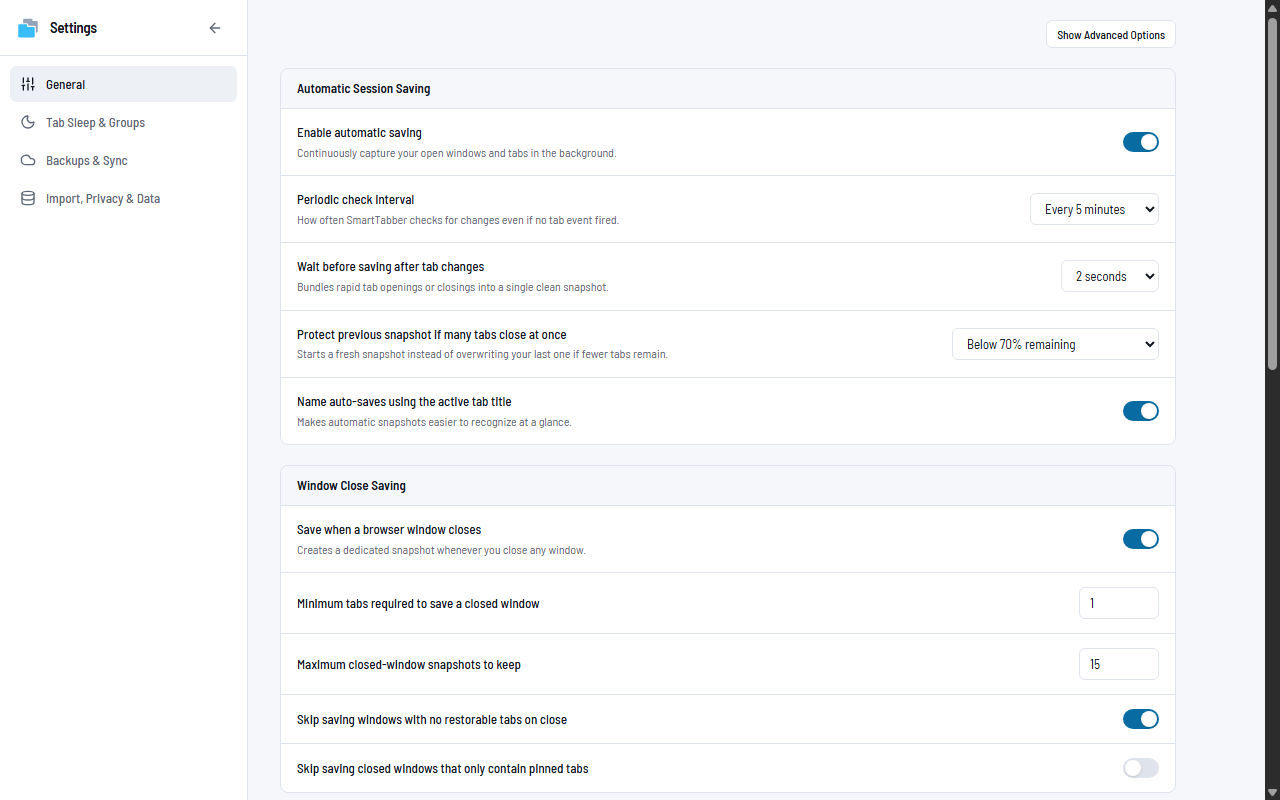 Settings
General
Tab Sleep & Groups
Backups & Sync
Import, Privacy & Data
Show Advanced Options
Automatic Session Saving
Enable automatic saving
Continuously capture your open windows and tabs in the background.
Periodic check interval
How often SmartTabber checks for changes even if no tab event fired.
Every 5 minutes
Wait before saving after tab changes
Bundles rapid tab openings or closings into a single clean snapshot.
2 seconds
Protect previous snapshot if many tabs close at once
Starts a fresh snapshot instead of overwriting your last one if fewer tabs remain.
Below 70% remaining
Name auto-saves using the active tab title
Makes automatic snapshots easier to recognize at a glance.
Window Close Saving
Save when a browser window closes
Creates a dedicated snapshot whenever you close any window.
Minimum tabs required to save a closed window
1
Maximum closed-window snapshots to keep
15
Skip saving windows with no restorable tabs on close
Skip saving closed windows that only contain pinned tabs